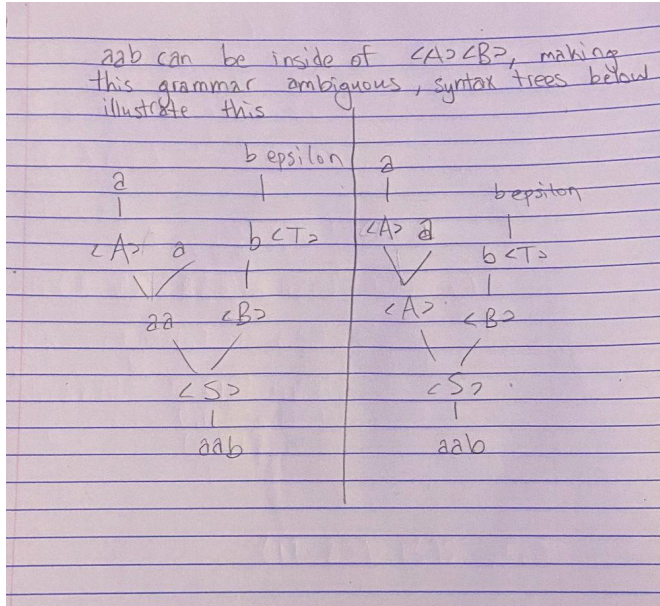 aab can be inside of <A><B>, making
this grammar ambiguous, syntax trees below
illustrate this
b epsilon
a
<A> a
b <T>
aa
<B>
<S>
aab
a
b epsilon
<A> a
b <T>
<A>
<B>
<S>
aab